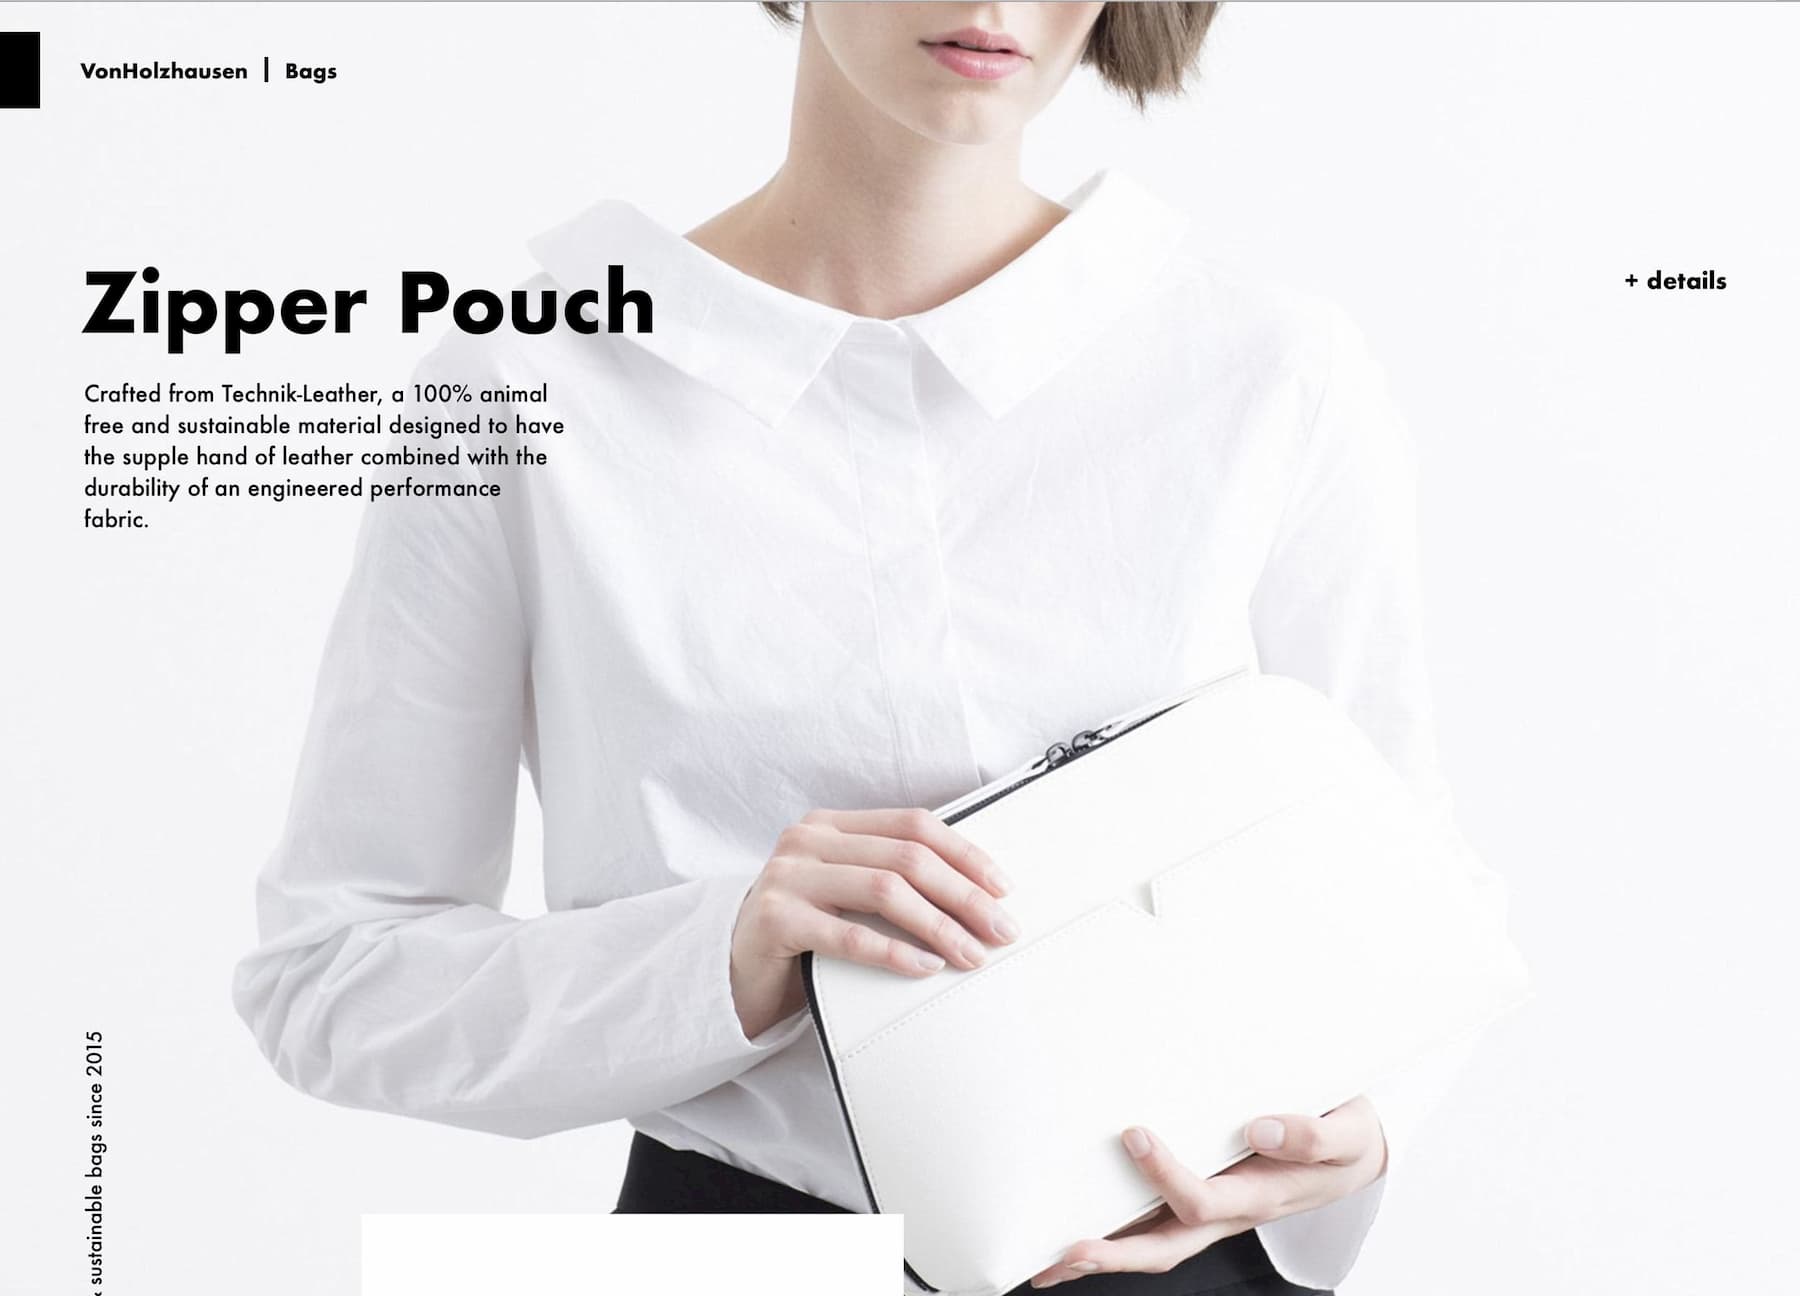 VonHolzhausen | Bags
Zipper Pouch
+ details
Crafted from Technik-Leather, a 100% animal
free and sustainable material designed to have
the supple hand of leather combined with the
durability of an engineered performance
fabric.
sustainable bags since 2015